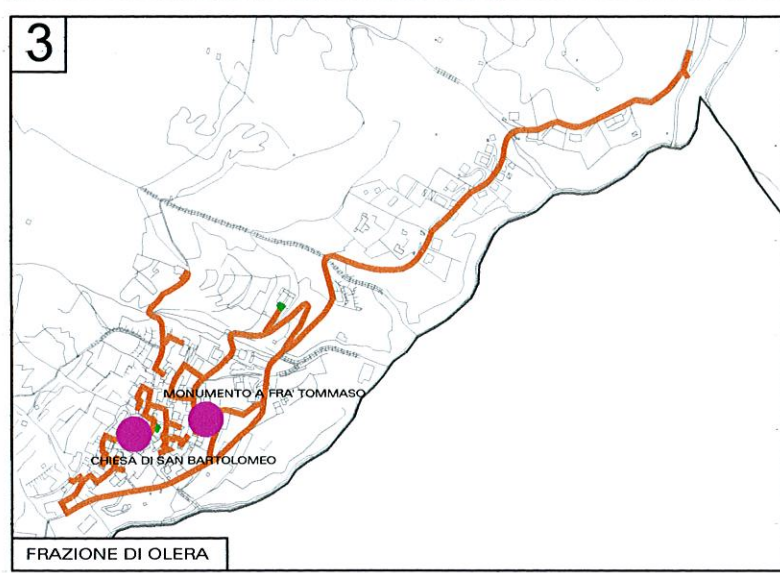 3
MONUMENTO A FRA' TOMMASO
CHIESA DI SAN BARTOLOMEO
FRAZIONE DI OLERA